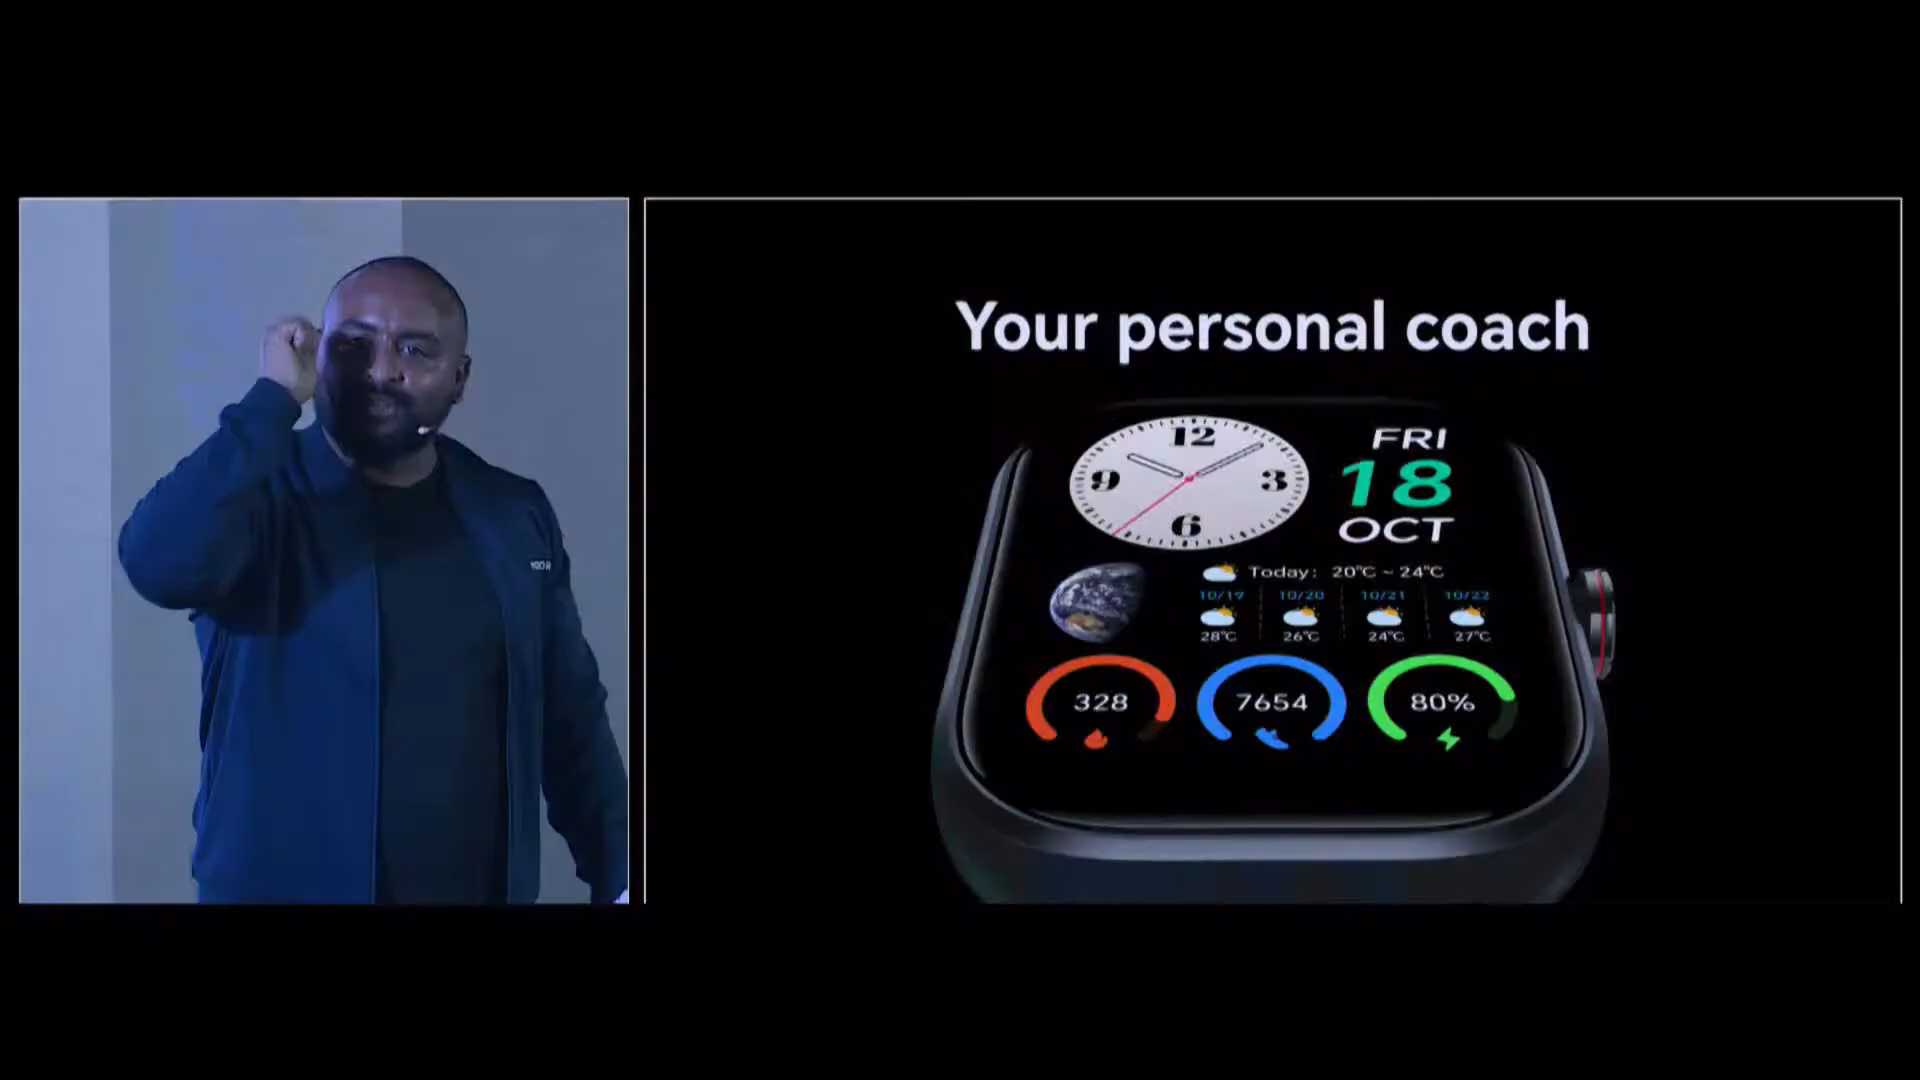 Your personal coach
12
9
3
6
FRI
18
OCT
Today: 20℃ ~ 24℃
10/19 10/20 10/21 10/22
28℃ 26℃ 24℃ 27℃
328 7654 80%